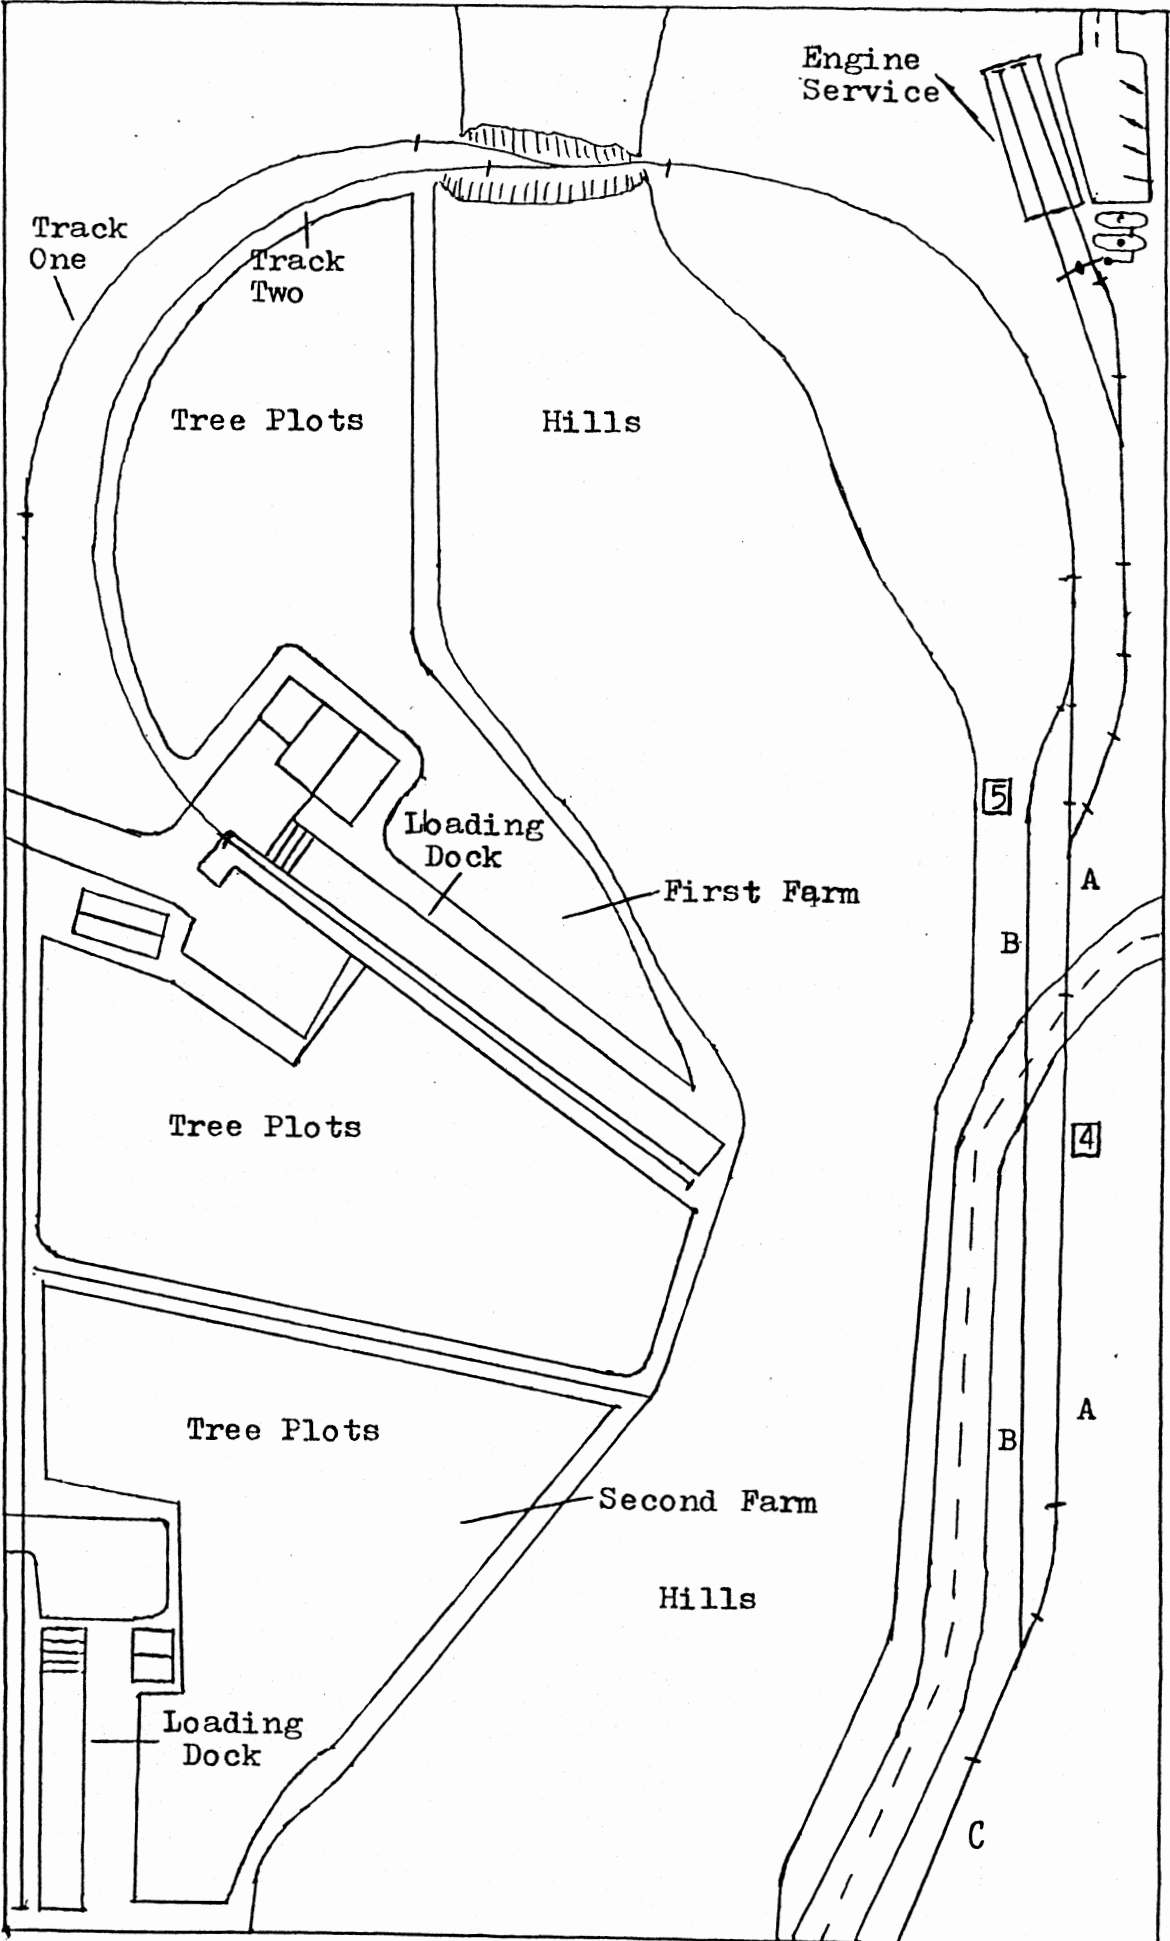 Engine
Service
Track
One
Track
Two
Tree Plots
Hills
5
Loading
Dock
First Farm
A
B
Tree Plots
4
Tree Plots
A
B
Second Farm
Hills
Loading
Dock
C